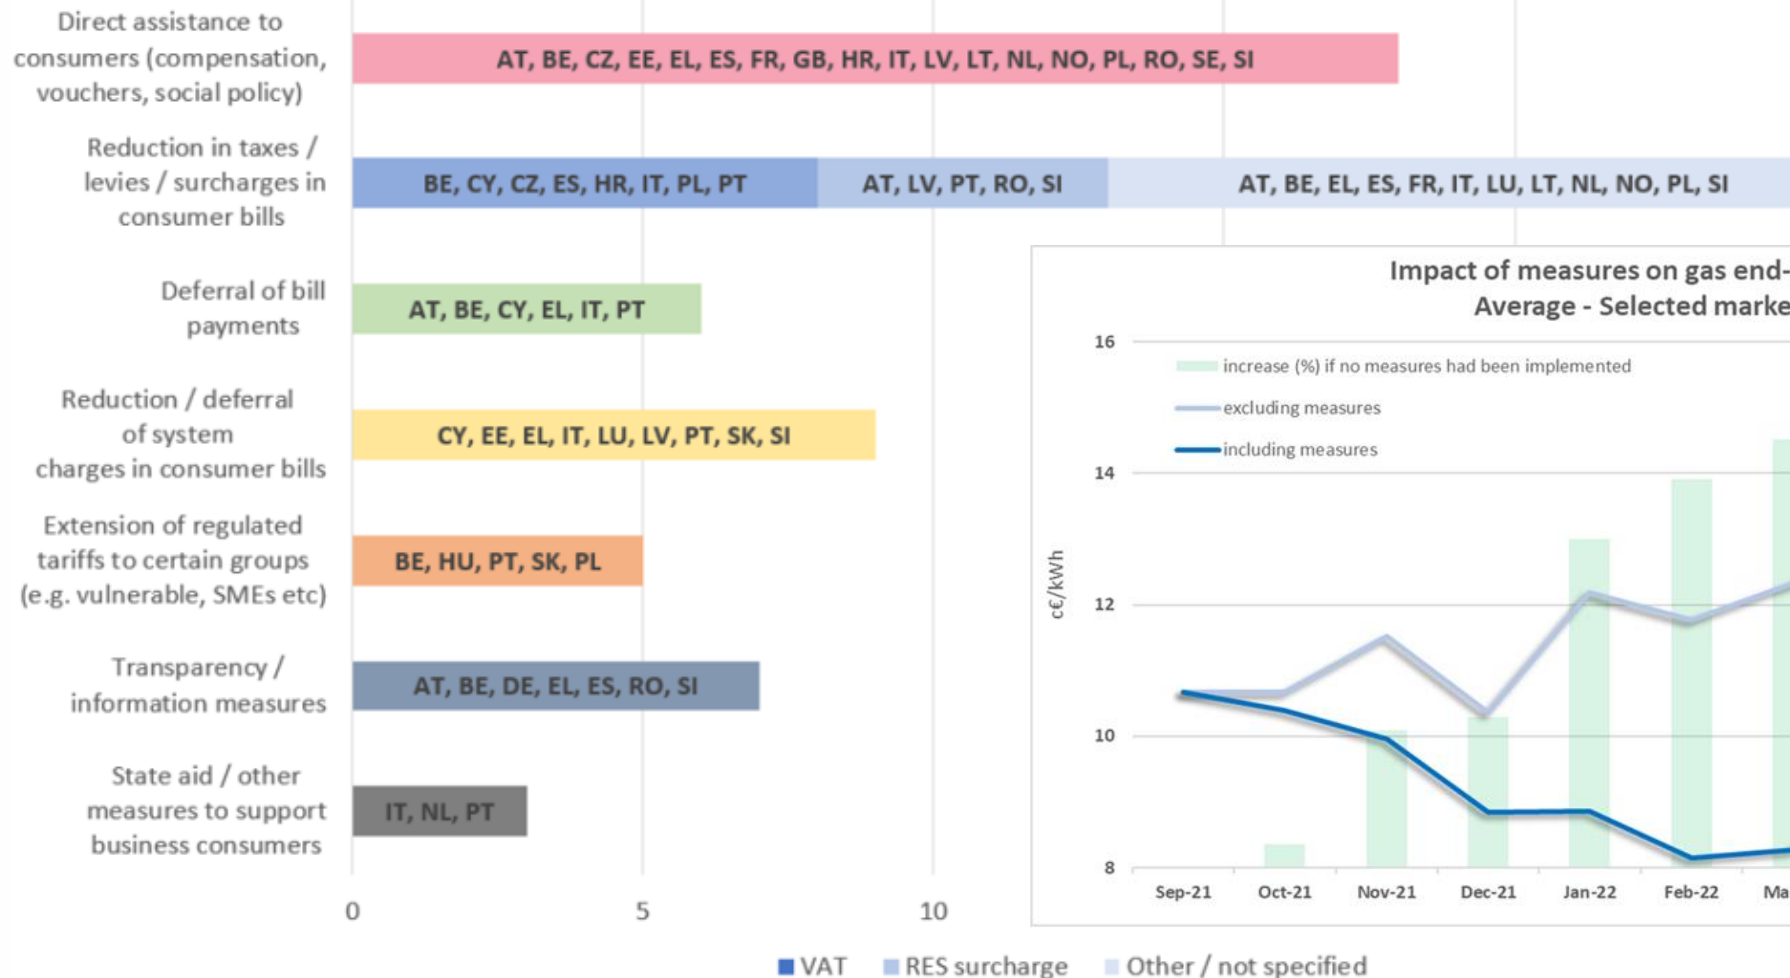 Direct assistance to
consumers (compensation,
vouchers, social policy)
AT, BE, CZ, EE, EL, ES, FR, GB, HR, IT, LV, LT, NL, NO, PL, RO, SE, SI
Reduction in taxes /
levies / surcharges in
consumer bills
BE, CY, CZ, ES, HR, IT, PL, PT
AT, LV, PT, RO, SI
AT, BE, EL, ES, FR, IT, LU, LT, NL, NO, PL, SI
Deferral of bill
payments
AT, BE, CY, EL, IT, PT
Reduction / deferral
of system
charges in consumer bills
CY, EE, EL, IT, LU, LV, PT, SK, SI
Extension of regulated
tariffs to certain groups
(e.g. vulnerable, SMEs etc)
BE, HU, PT, SK, PL
Transparency /
information measures
AT, BE, DE, EL, ES, RO, SI
State aid / other
measures to support
business consumers
IT, NL, PT
0
5
10
VAT
RES surcharge
Other / not specified
Impact of measures on gas end-
Average - Selected marke
increase (%) if no measures had been implemented
excluding measures
including measures
c€/kWh
16
14
12
10
8
Sep-21
Oct-21
Nov-21
Dec-21
Jan-22
Feb-22
Ma